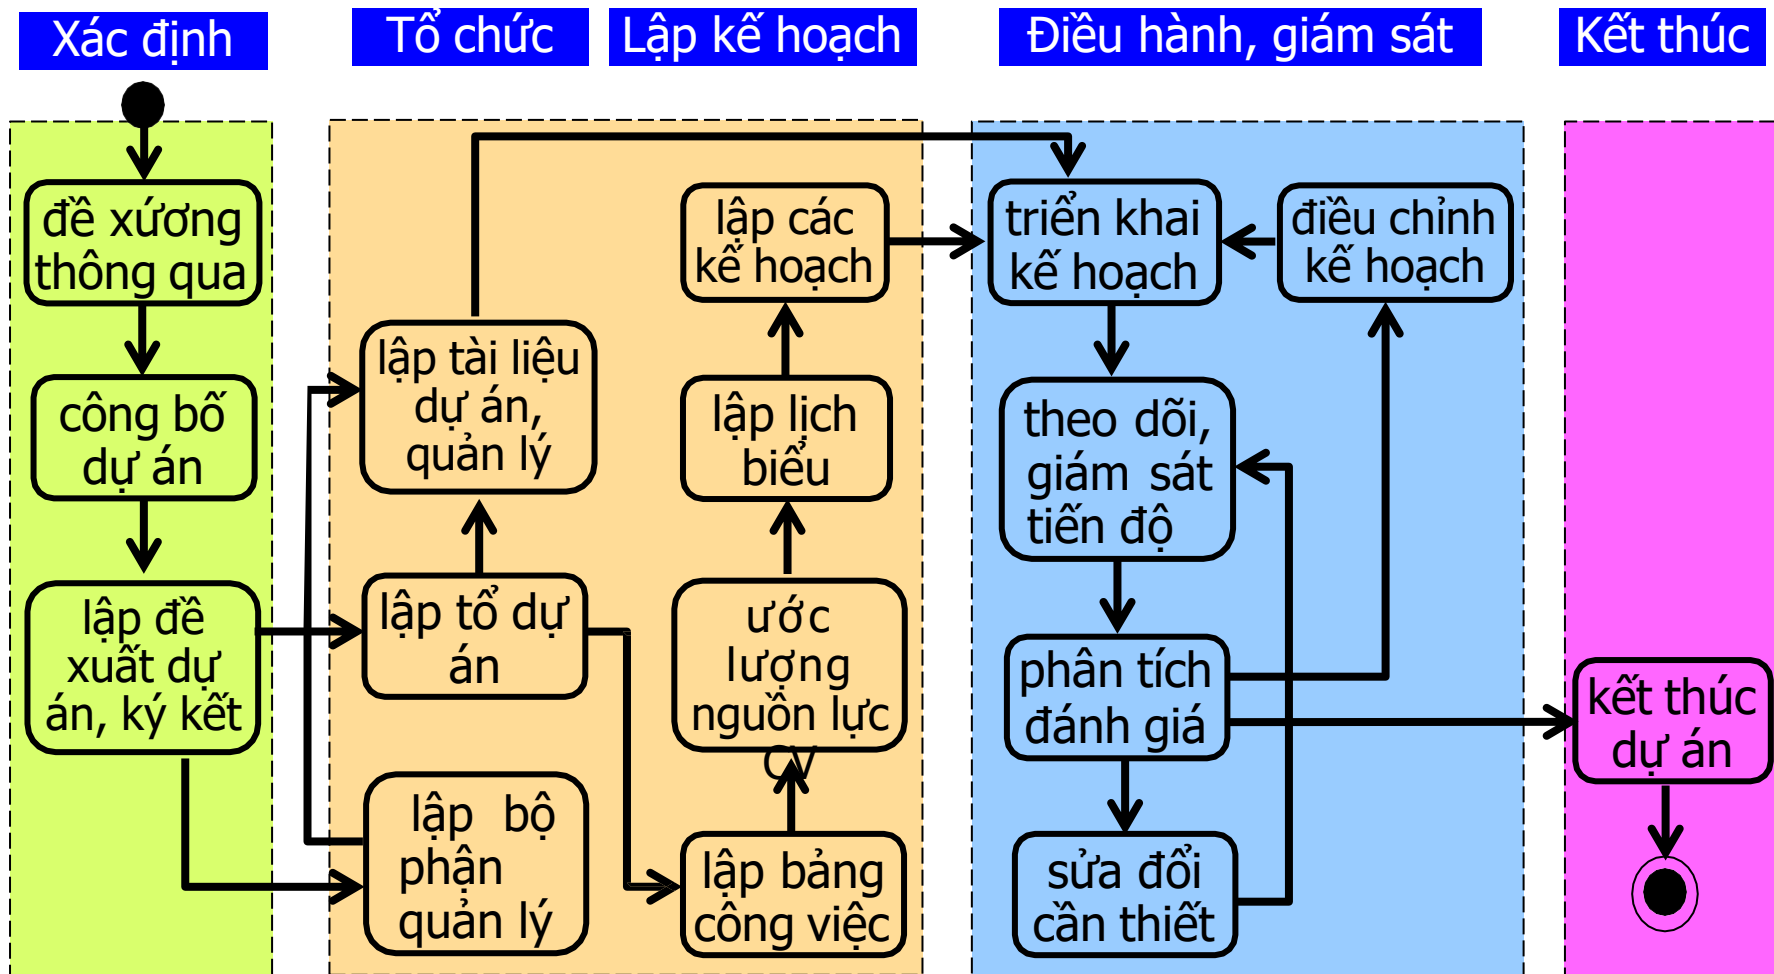 Xác định
Tổ chức
Lập kế hoạch
Điều hành, giám sát
Kết thúc
đề xứơng
thông qua
công bố
dự án
lập đề
xuất dự
án, ký kết
lập tài liệu
dự án,
quản lý
lập tổ dự
án
lập bộ
phận
quản lý
lập các
kế hoạch
lập lịch
biểu
ước
lượng
nguồn lực
CV
lập bảng
công việc
triển khai
kế hoạch
theo dõi,
giám sát
tiến độ
phân tích
đánh giá
sửa đổi
cần thiết
điều chỉnh
kế hoạch
kết thúc
dự án